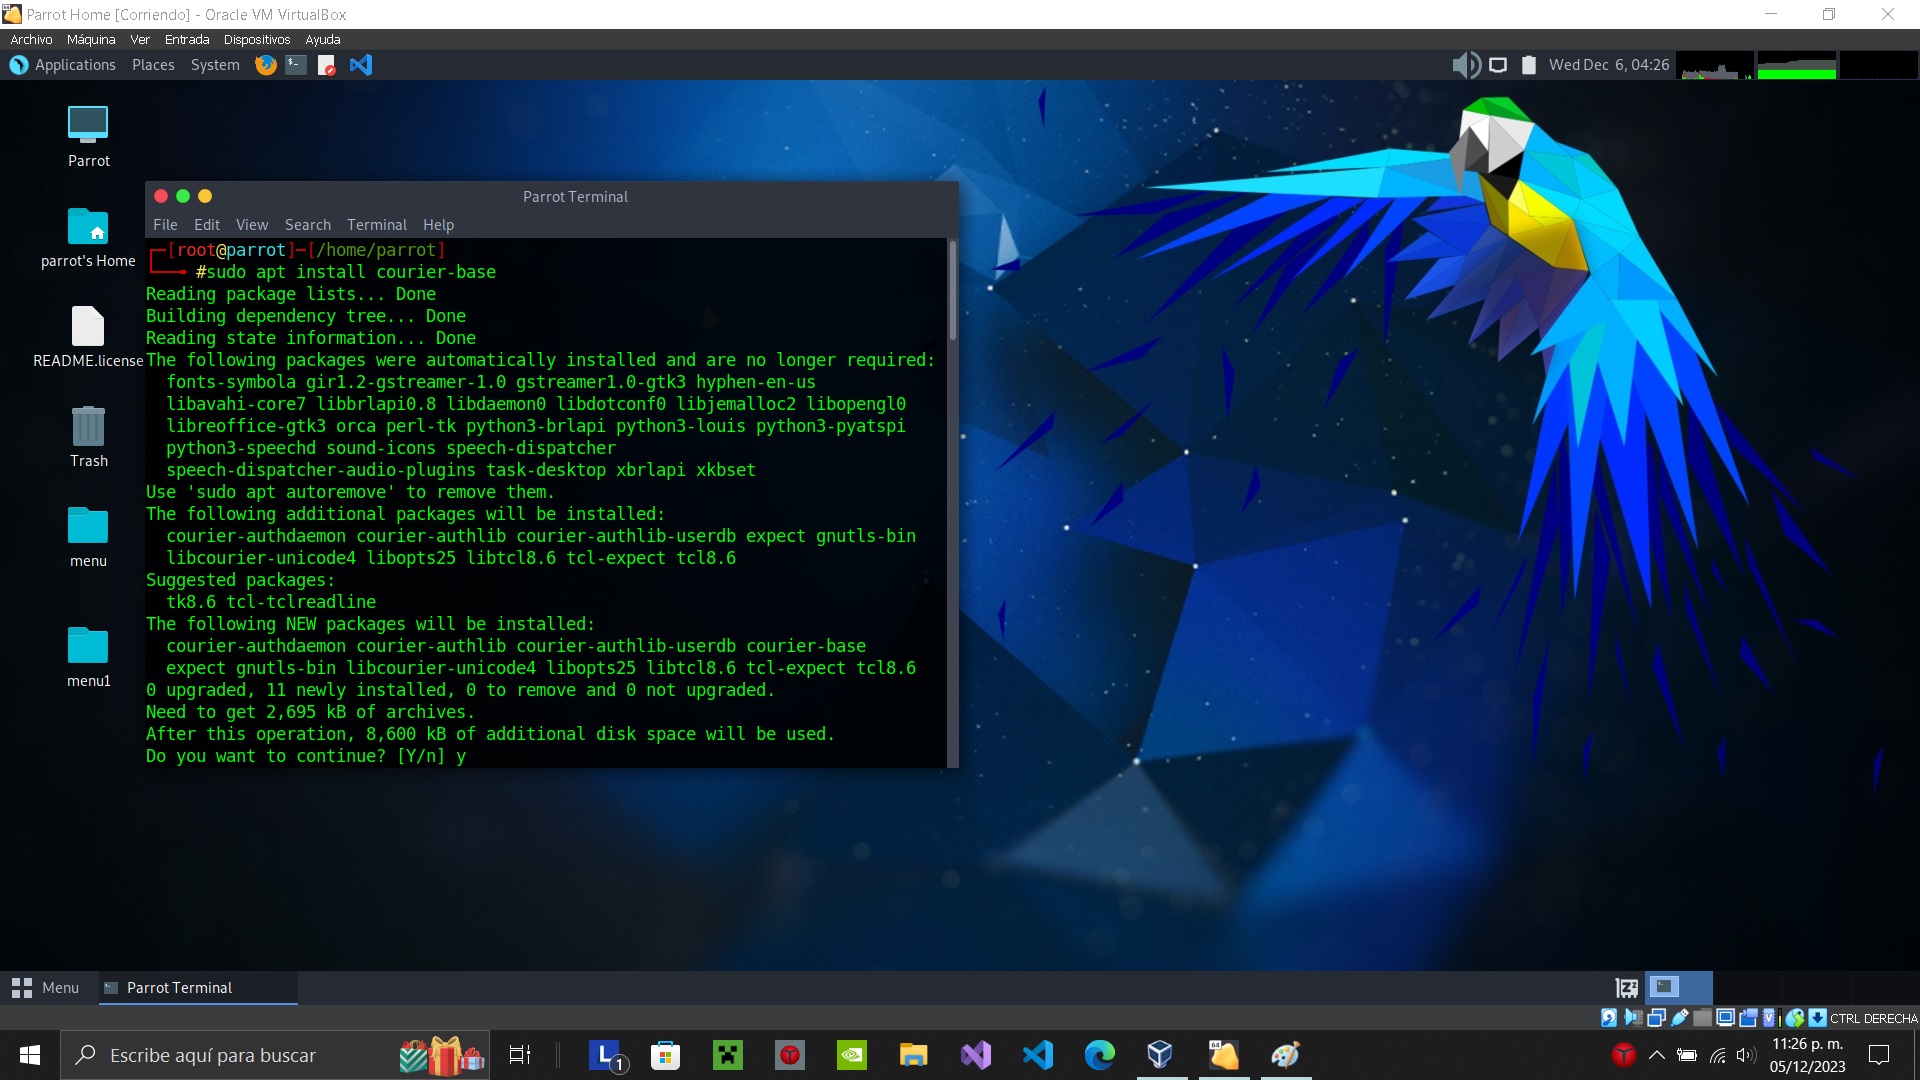 Parrot Home [Corriendo] - Oracle VM VirtualBox
Archivo Máquina Ver Entrada Dispositivos Ayuda
Applications Places System
Wed Dec 6, 04:26
Parrot
parrot's Home
README.license
Trash
menu
menu1
Parrot Terminal
File Edit View Search Terminal Help
┌─[root@parrot]─[/home/parrot]
└──╼ #sudo apt install courier-base
Reading package lists... Done
Building dependency tree... Done
Reading state information... Done
The following packages were automatically installed and are no longer required:
fonts-symbola gir1.2-gstreamer-1.0 gstreamer1.0-gtk3 hyphen-en-us
libavahi-core7 libbrlapi0.8 libdaemon0 libdotconf0 libjemalloc2 libopengl0
libreoffice-gtk3 orca perl-tk python3-brlapi python3-louis python3-pyatspi
python3-speechd sound-icons speech-dispatcher
speech-dispatcher-audio-plugins task-desktop xbrlapi xkbset
Use 'sudo apt autoremove' to remove them.
The following additional packages will be installed:
courier-authdaemon courier-authlib courier-authlib-userdb expect gnutls-bin
libcourier-unicode4 libopts25 libtcl8.6 tcl-expect tcl8.6
Suggested packages:
tk8.6 tcl-tclreadline
The following NEW packages will be installed:
courier-authdaemon courier-authlib courier-authlib-userdb courier-base
expect gnutls-bin libcourier-unicode4 libopts25 libtcl8.6 tcl-expect tcl8.6
0 upgraded, 11 newly installed, 0 to remove and 0 not upgraded.
Need to get 2,695 kB of archives.
After this operation, 8,600 kB of additional disk space will be used.
Do you want to continue? [Y/n] y
Menu Parrot Terminal
CTRL DERECHA
Escribe aquí para buscar
L 1
64
11:26 p. m.
05/12/2023